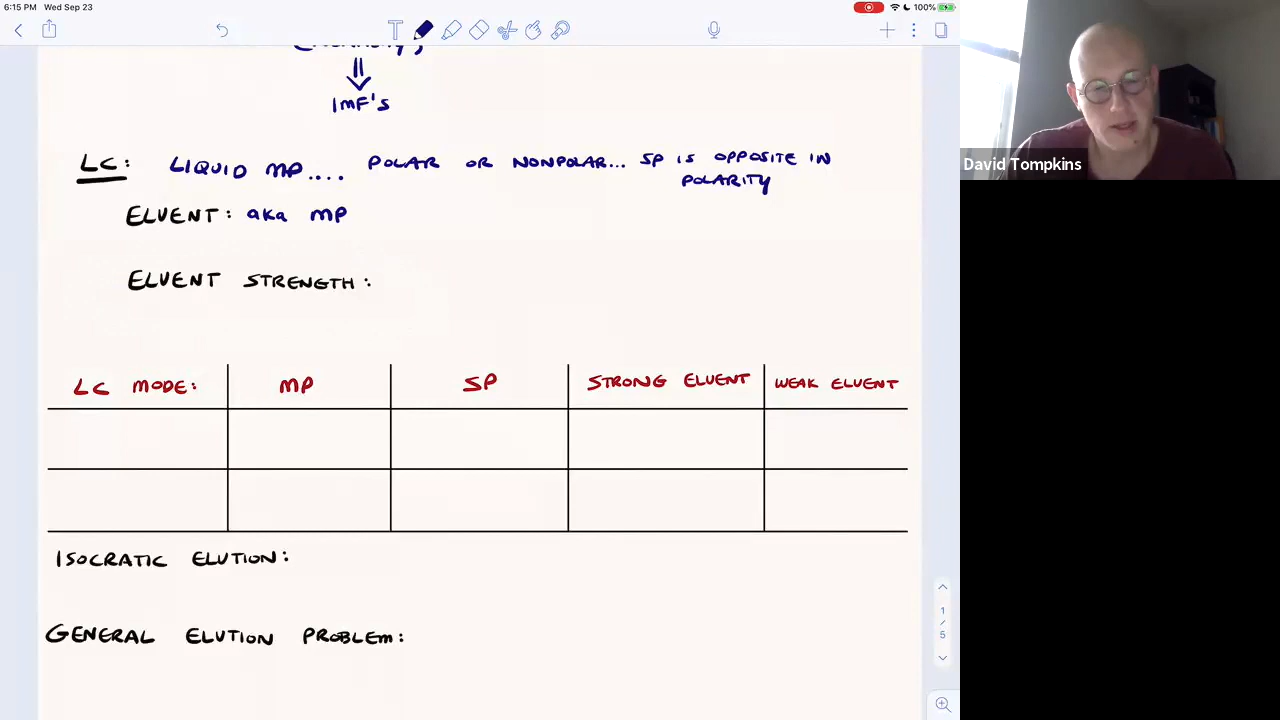 6:15 PM Wed Sep 23
100%
IMF's
LC: LIQUID MP.... POLAR OR NONPOLAR... SP IS OPPOSITE IN
POLARITY
ELUENT: aka MP
ELUENT STRENGTH:
LC MODE: MP SP STRONG ELUENT WEAK ELUENT
ISOCRATIC ELUTION:
GENERAL ELUTION PROBLEM:
1
/
5
David Tompkins